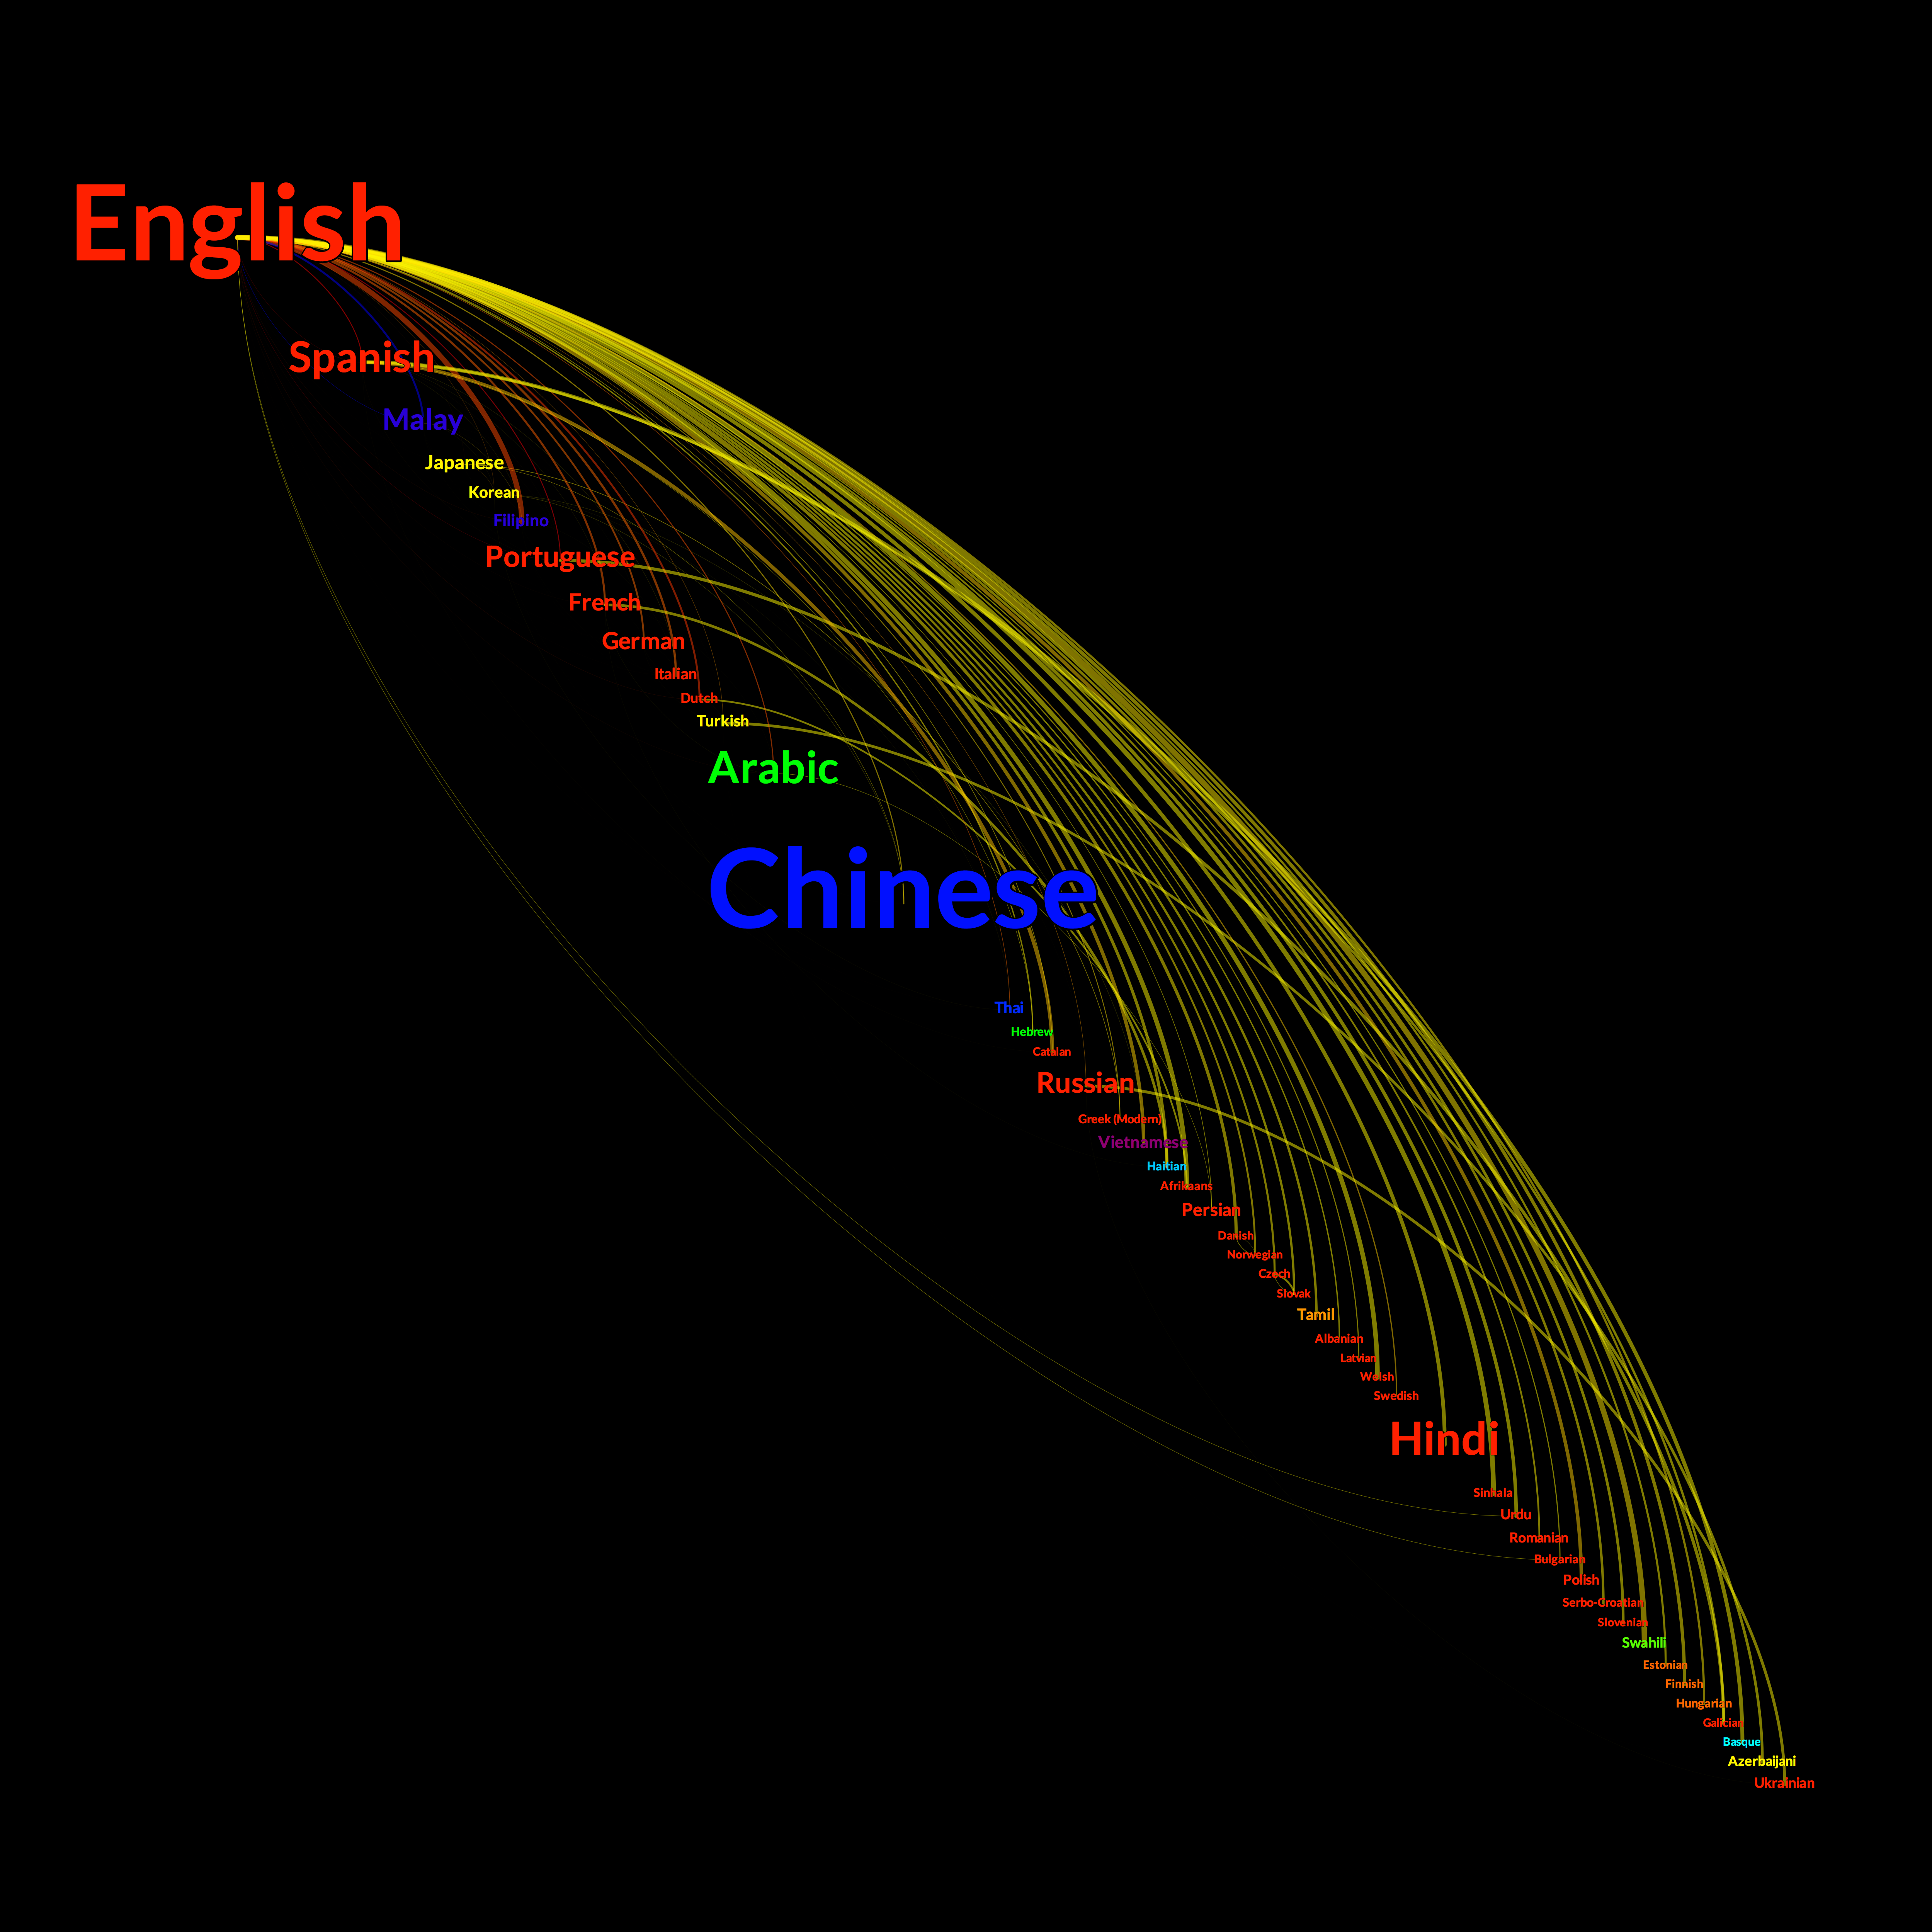 English
Spanish
Malay
Japanese
Korean
Filipino
Portuguese
French
German
Italian
Dutch
Turkish
Arabic
Chinese
Thai
Hebrew
Catalan
Russian
Greek (Modern)
Vietnamese
Haitian
Afrikaans
Persian
Danish
Norwegian
Czech
Slovak
Tamil
Albanian
Latvian
Welsh
Swedish
Hindi
Sinhala
Urdu
Romanian
Bulgarian
Polish
Serbo-Croatian
Slovenian
Swahili
Estonian
Finnish
Hungarian
Galician
Basque
Azerbaijani
Ukrainian